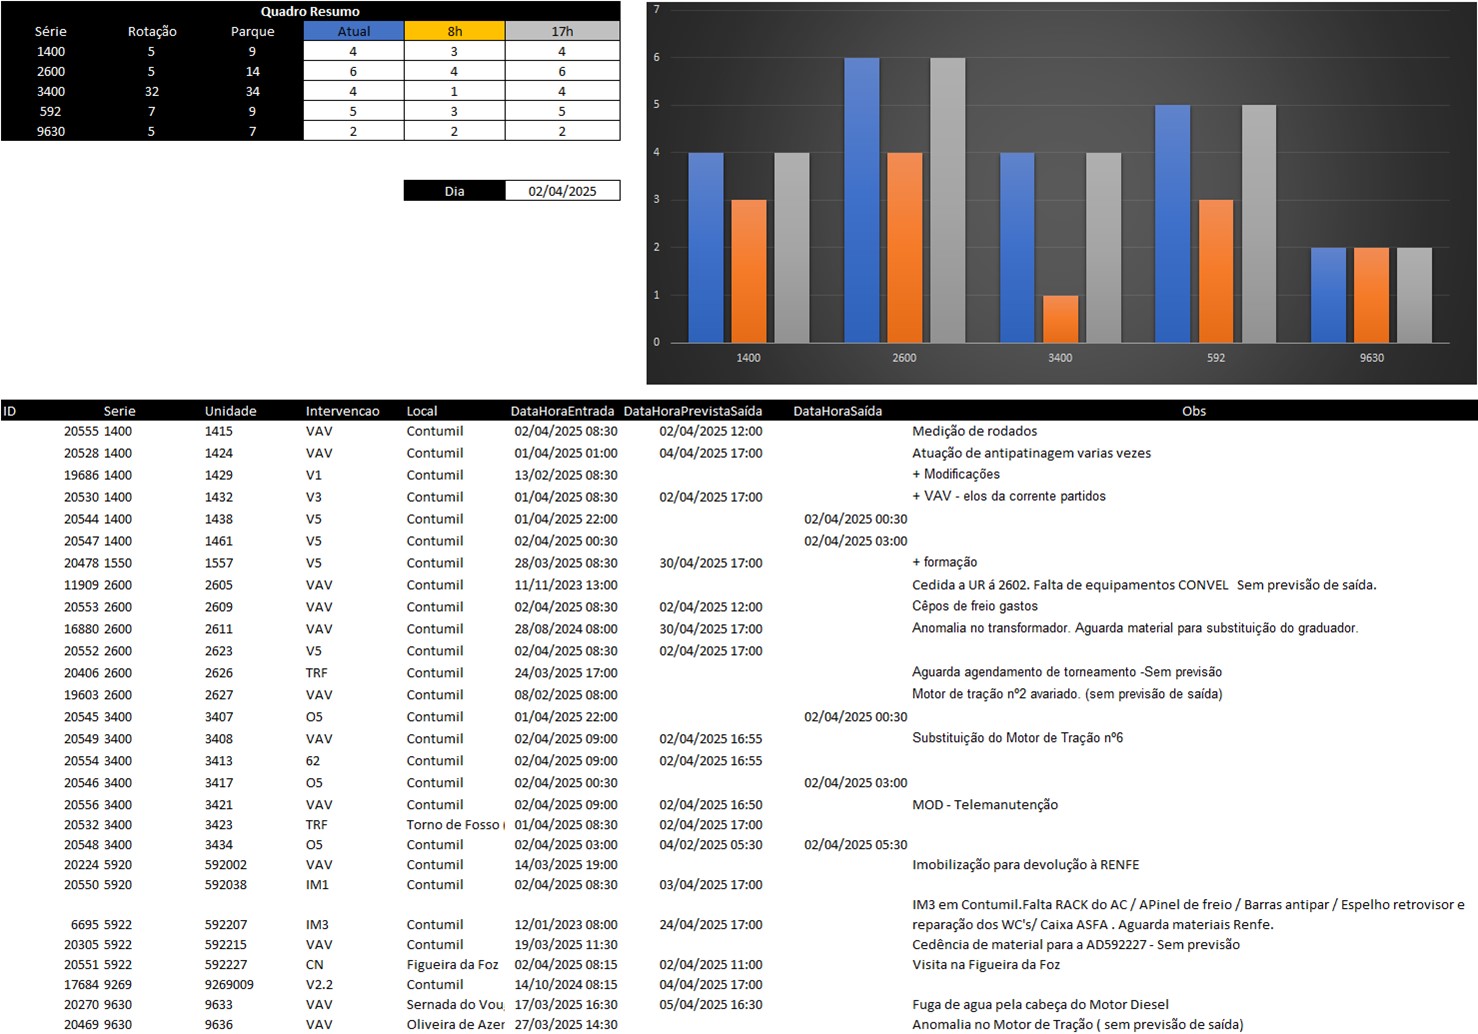 Quadro Resumo
Série Rotação Parque Atual 8h 17h
1400 5 9 4 3 4
2600 5 14 6 4 6
3400 32 34 4 1 4
592 7 9 5 3 5
9630 5 7 2 2 2
Dia 02/04/2025
7
6
5
4
3
2
1
0
1400 2600 3400 592 9630
ID Serie Unidade Intervencao Local DataHoraEntrada DataHoraPrevistaSaída DataHoraSaída Obs
20555 1400 1415 VAV Contumil 02/04/2025 08:30 02/04/2025 12:00 Medição de rodados
20528 1400 1424 VAV Contumil 01/04/2025 01:00 04/04/2025 17:00 Atuação de antipatinagem varias vezes
19686 1400 1429 V1 Contumil 13/02/2025 08:30 + Modificações
20530 1400 1432 V3 Contumil 01/04/2025 08:30 02/04/2025 17:00 + VAV - elos da corrente partidos
20544 1400 1438 V5 Contumil 01/04/2025 22:00 02/04/2025 00:30
20547 1400 1461 V5 Contumil 02/04/2025 00:30 02/04/2025 03:00
20478 1550 1557 V5 Contumil 28/03/2025 08:30 30/04/2025 17:00 + formação
11909 2600 2605 VAV Contumil 11/11/2023 13:00 Cedida a UR á 2602. Falta de equipamentos CONVEL Sem previsão de saída.
20553 2600 2609 VAV Contumil 02/04/2025 08:30 02/04/2025 12:00 Cêpos de freio gastos
16880 2600 2611 VAV Contumil 28/08/2024 08:00 30/04/2025 17:00 Anomalia no transformador. Aguarda material para substituição do graduador.
20552 2600 2623 V5 Contumil 02/04/2025 08:30 02/04/2025 17:00
20406 2600 2626 TRF Contumil 24/03/2025 17:00 Aguarda agendamento de torneamento -Sem previsão
19603 2600 2627 VAV Contumil 08/02/2025 08:00 Motor de tração nº2 avariado. (sem previsão de saída)
20545 3400 3407 O5 Contumil 01/04/2025 22:00 02/04/2025 00:30
20549 3400 3408 VAV Contumil 02/04/2025 09:00 02/04/2025 16:55 Substituição do Motor de Tração nº6
20554 3400 3413 62 Contumil 02/04/2025 09:00 02/04/2025 16:55
20546 3400 3417 O5 Contumil 02/04/2025 00:30 02/04/2025 03:00
20556 3400 3421 VAV Contumil 02/04/2025 09:00 02/04/2025 16:50 MOD - Telemanutenção
20532 3400 3423 TRF Torno de Fosso ( 01/04/2025 08:30 02/04/2025 17:00
20548 3400 3434 O5 Contumil 02/04/2025 03:00 04/02/2025 05:30 02/04/2025 05:30
20224 5920 592002 VAV Contumil 14/03/2025 19:00 Imobilização para devolução à RENFE
20550 5920 592038 IM1 Contumil 02/04/2025 08:30 03/04/2025 17:00
IM3 em Contumil.Falta RACK do AC / APinel de freio / Barras antipar / Espelho retrovisor e
6695 5922 592207 IM3 Contumil 12/01/2023 08:00 24/04/2025 17:00 reparação dos WC's/ Caixa ASFA . Aguarda materiais Renfe.
20305 5922 592215 VAV Contumil 19/03/2025 11:30 Cedência de material para a AD592227 - Sem previsão
20551 5922 592227 CN Figueira da Foz 02/04/2025 08:15 02/04/2025 11:00 Visita na Figueira da Foz
17684 9269 9269009 V2.2 Contumil 14/10/2024 08:15 04/04/2025 17:00
20270 9630 9633 VAV Sernada do Vou 17/03/2025 16:30 05/04/2025 16:30 Fuga de agua pela cabeça do Motor Diesel
20469 9630 9636 VAV Oliveira de Azer 27/03/2025 14:30 Anomalia no Motor de Tração ( sem previsão de saída)